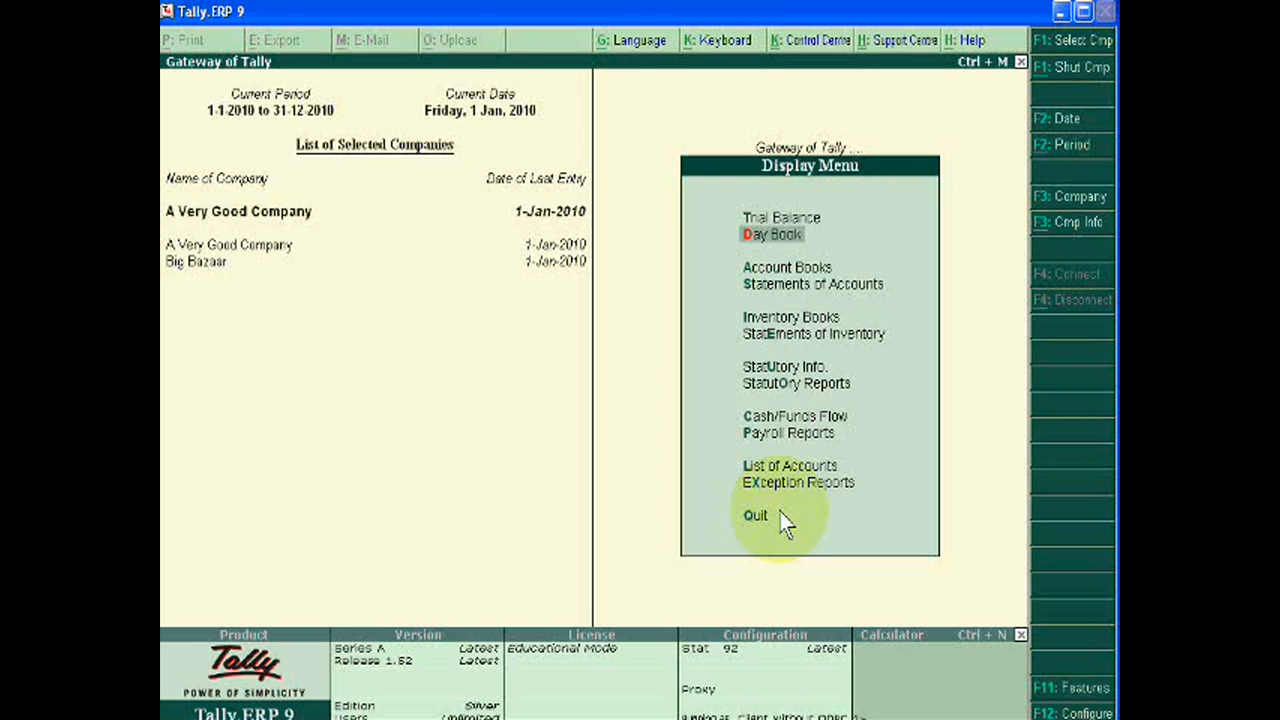 Tally.ERP 9
P: Print E: Export M: E-Mail O: Upload G: Language K: Keyboard K: Control Centre H: Support Centre H: Help F1: Select Cmp
Gateway of Tally Ctrl + M F1: Shut Cmp
Current Period Current Date
1-1-2010 to 31-12-2010 Friday, 1 Jan, 2010
F2: Date
List of Selected Companies
Gateway of Tally .... F2: Period
Display Menu
Name of Company Date of Last Entry
F3: Company
A Very Good Company 1-Jan-2010
Trial Balance F3: Cmp Info
Day Book
A Very Good Company 1-Jan-2010
Big Bazaar 1-Jan-2010
Account Books F4: Connect
Statements of Accounts
F4: Disconnect
Inventory Books
StatEments of Inventory
StatUtory Info.
StatutOry Reports
Cash/Funds Flow
Payroll Reports
List of Accounts
EXception Reports
Quit
Product Version License Configuration Calculator Ctrl + N
Series A Latest Educational Mode Stat 92 Latest
Release 1.52 Latest
Tally
POWER OF SIMPLICITY
Proxy F11: Features
Edition Silver
Tally.ERP 9 Users Unlimited F12: Configure